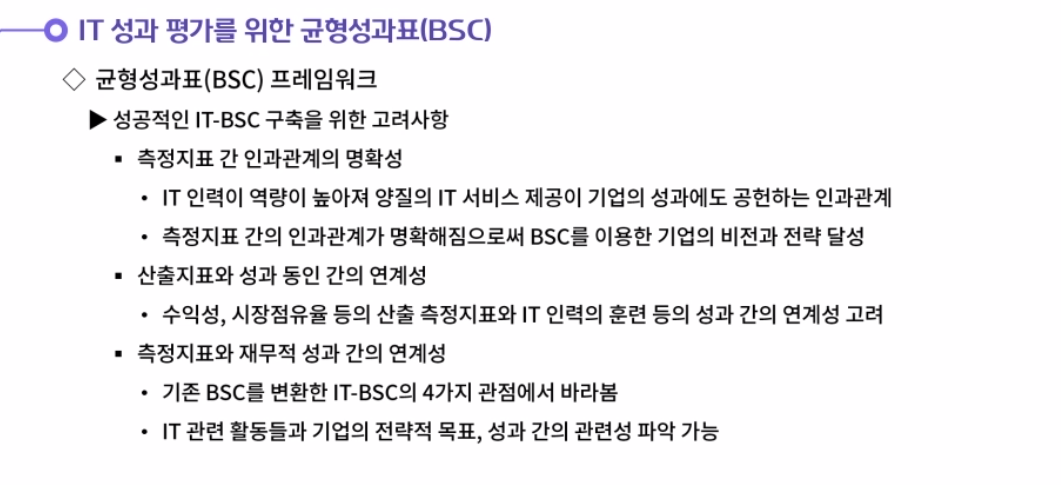 IT 성과 평가를 위한 균형성과표(BSC)
◇ 균형성과표(BSC) 프레임워크
▶ 성공적인 IT-BSC 구축을 위한 고려사항
▪ 측정지표 간 인과관계의 명확성
• IT 인력이 역량이 높아져 양질의 IT 서비스 제공이 기업의 성과에도 공헌하는 인과관계
• 측정지표 간의 인과관계가 명확해짐으로써 BSC를 이용한 기업의 비전과 전략 달성
▪ 산출지표와 성과 동인 간의 연계성
• 수익성, 시장점유율 등의 산출 측정지표와 IT 인력의 훈련 등의 성과 간의 연계성 고려
▪ 측정지표와 재무적 성과 간의 연계성
• 기존 BSC를 변환한 IT-BSC의 4가지 관점에서 바라봄
• IT 관련 활동들과 기업의 전략적 목표, 성과 간의 관련성 파악 가능